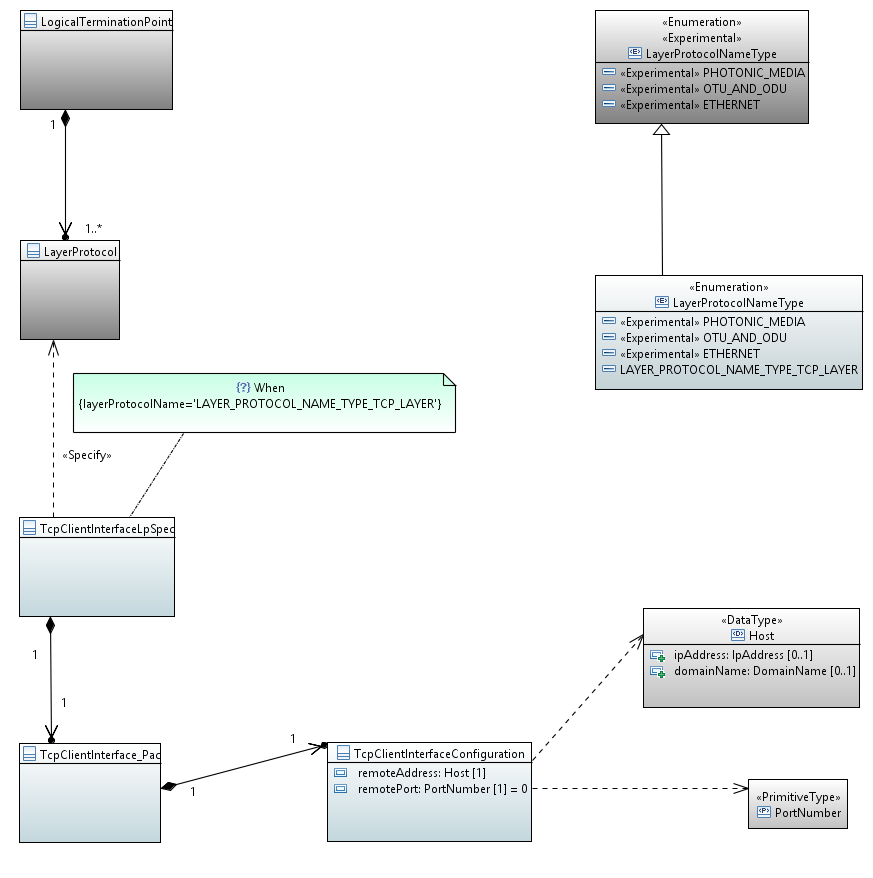 LogicalTerminationPoint
1
1..*
LayerProtocol
«Enumeration»
«Experimental»
LayerProtocolNameType
«Experimental» PHOTONIC_MEDIA
«Experimental» OTU_AND_ODU
«Experimental» ETHERNET
«Enumeration»
LayerProtocolNameType
«Experimental» PHOTONIC_MEDIA
«Experimental» OTU_AND_ODU
«Experimental» ETHERNET
LAYER_PROTOCOL_NAME_TYPE_TCP_LAYER
{?} When
{layerProtocolName='LAYER_PROTOCOL_NAME_TYPE_TCP_LAYER'}
«Specify»
TcpClientInterfaceLpSpec
1
1
TcpClientInterface_Pac
1
1
TcpClientInterfaceConfiguration
remoteAddress: Host [1]
remotePort: PortNumber [1] = 0
«DataType»
Host
ipAddress: IpAddress [0..1]
domainName: DomainName [0..1]
«PrimitiveType»
PortNumber